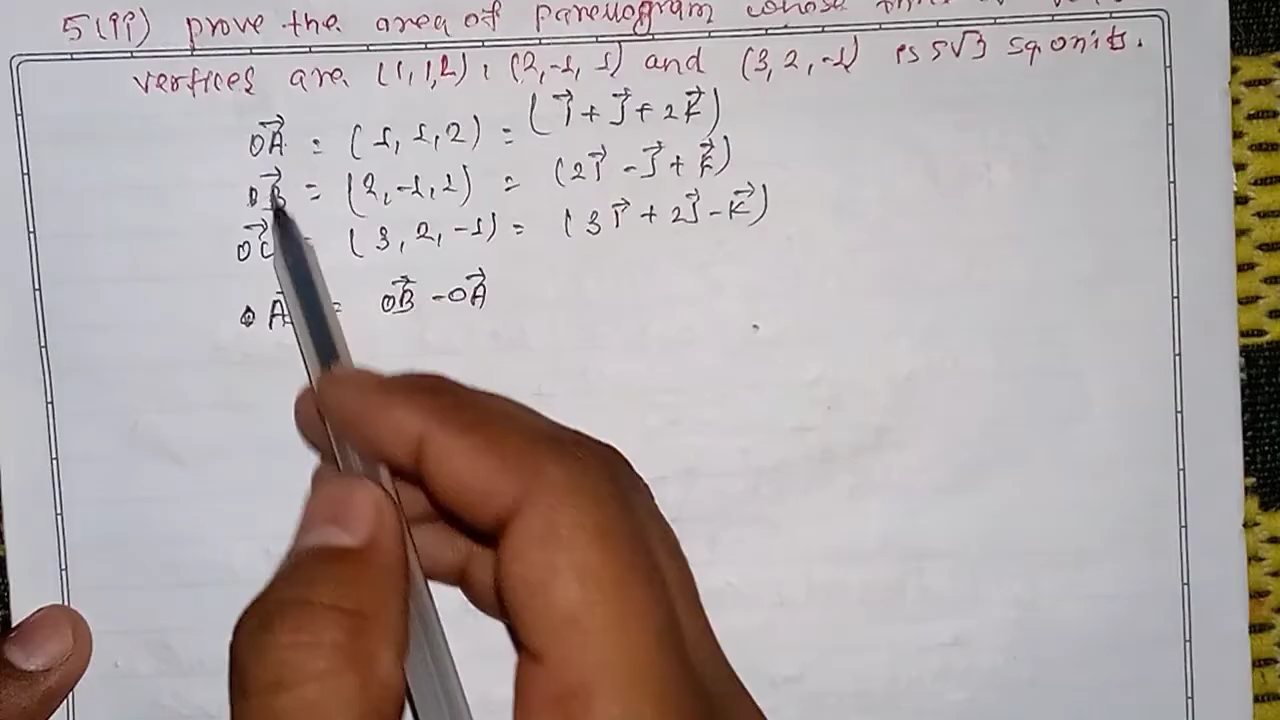 5(ii) prove the area of parellogram whose
vertices are (1,1,2), (2,-1,1) and (3,2,-1) is 5√3 sq units.
OA⃗ = (1,1,2) = (i⃗ + j⃗ + 2k⃗)
OB⃗ = (2,-1,1) = (2i⃗ - j⃗ + k⃗)
OC⃗ = (3,2,-1) = (3i⃗ + 2j⃗ - k⃗)
A = OB⃗ - OA⃗